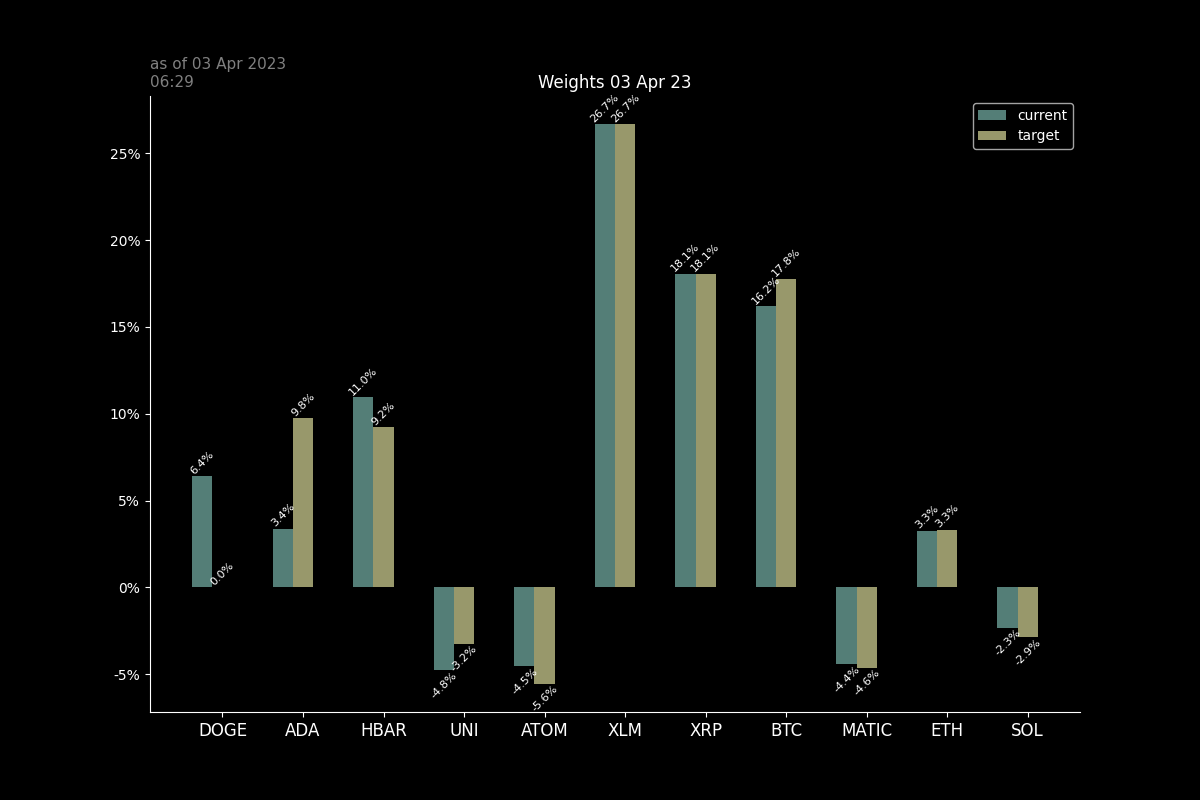 as of 03 Apr 2023
06:29
Weights 03 Apr 23
current
target
25%
20%
15%
10%
5%
0%
-5%
6.4%
0.0%
3.4%
9.8%
11.0%
9.2%
-4.8%
-3.2%
-4.5%
-5.6%
26.7%
26.7%
18.1%
18.1%
16.2%
17.8%
-4.4%
-4.6%
3.3%
3.3%
-2.3%
-2.9%
DOGE
ADA
HBAR
UNI
ATOM
XLM
XRP
BTC
MATIC
ETH
SOL